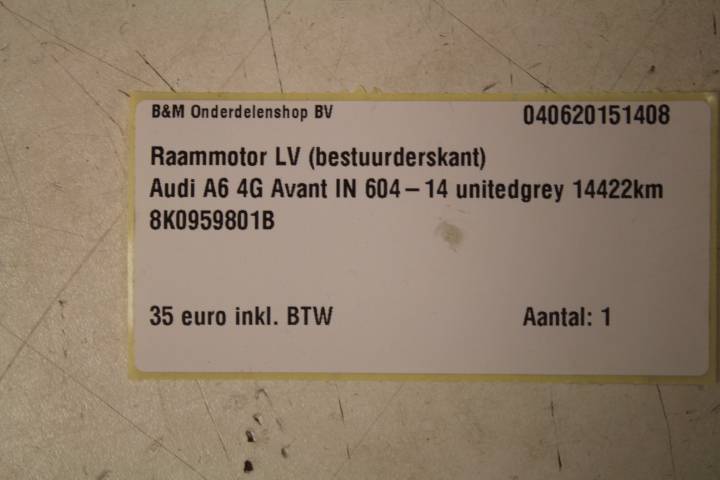 B&M Onderdelenshop BV 040620151408
Raammotor LV (bestuurderskant)
Audi A6 4G Avant IN 604-14 unitedgrey 14422km
8K0959801B
35 euro inkl. BTW Aantal: 1